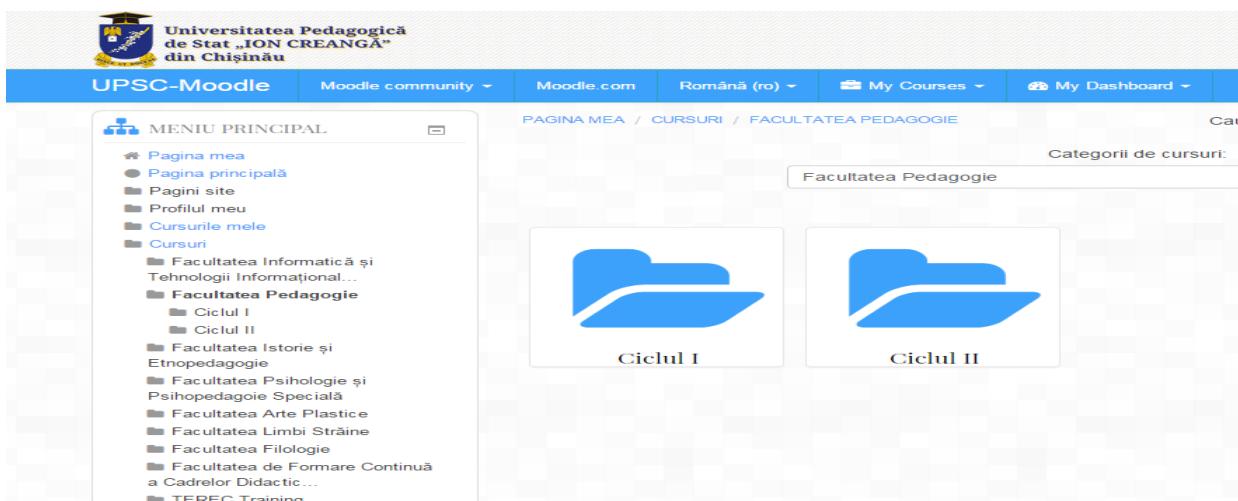 Universitatea Pedagogică
de Stat „ION CREANGĂ”
din Chișinău
UPSC-Moodle
Moodle community
Moodle.com
Română (ro)
My Courses
My Dashboard
MENIU PRINCIPAL
Pagina mea
Pagina principală
Pagini site
Profilul meu
Cursurile mele
Cursuri
Facultatea Informatică și
Tehnologii Informațional...
Facultatea Pedagogie
Ciclul I
Ciclul II
Facultatea Istorie și
Etnopedagogie
Facultatea Psihologie și
Psihopedagoie Specială
Facultatea Arte Plastice
Facultatea Limbi Străine
Facultatea Filologie
Facultatea de Formare Continuă
a Cadrelor Didactic...
TEREC Training
PAGINA MEA / CURSURI / FACULTATEA PEDAGOGIE
Cau
Categorii de cursuri:
Facultatea Pedagogie
Ciclul I
Ciclul II